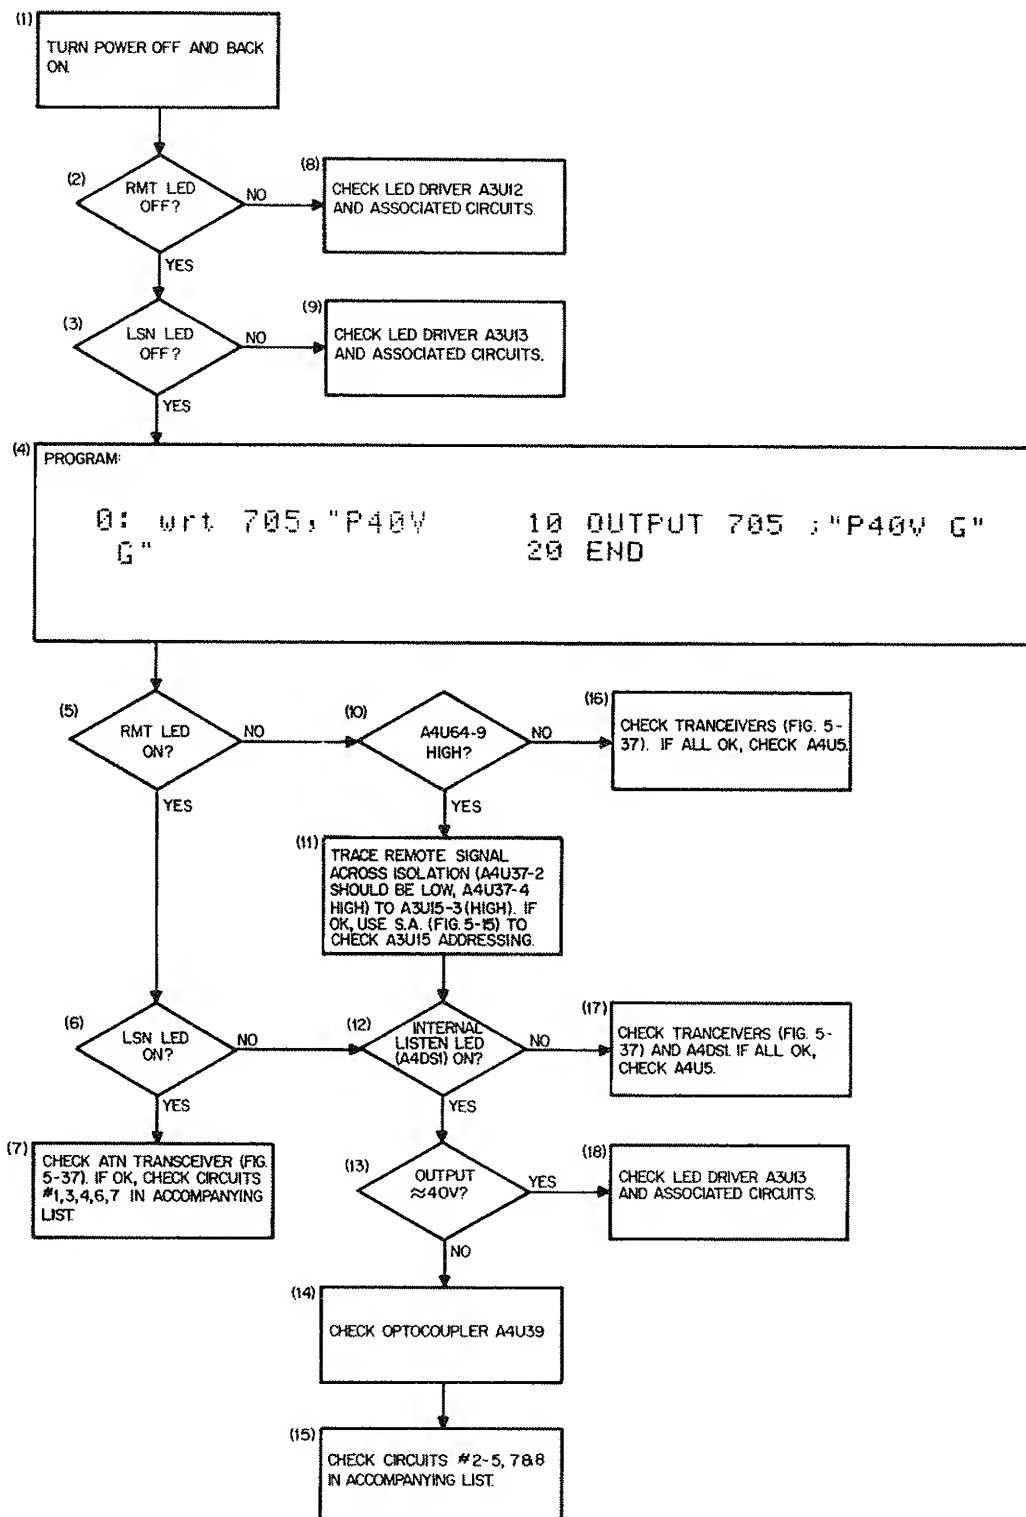 (1)
TURN POWER OFF AND BACK
ON.
(2)
RMT LED
OFF?
NO
(8)
CHECK LED DRIVER A3U12
AND ASSOCIATED CIRCUITS.
YES
(3)
LSN LED
OFF?
NO
(9)
CHECK LED DRIVER A3U13
AND ASSOCIATED CIRCUITS.
YES
(4)
PROGRAM:
0: wrt 705,"P40V
G"
10 OUTPUT 705 ;"P40V G"
20 END
(5)
RMT LED
ON?
NO
(10)
A4U64-9
HIGH?
NO
(16)
CHECK TRANCEIVERS (FIG. 5-
37). IF ALL OK, CHECK A4U5.
YES
YES
(11)
TRACE REMOTE SIGNAL
ACROSS ISOLATION (A4U37-2
SHOULD BE LOW, A4U37-4
HIGH) TO A3U15-3 (HIGH). IF
OK, USE S.A. (FIG. 5-15) TO
CHECK A3U15 ADDRESSING.
(6)
LSN LED
ON?
NO
(12)
INTERNAL
LISTEN LED
(A4DS1) ON?
NO
(17)
CHECK TRANCEIVERS (FIG. 5-
37) AND A4DS1. IF ALL OK,
CHECK A4U5.
YES
YES
(7)
CHECK ATN TRANSCEIVER (FIG.
5-37). IF OK, CHECK CIRCUITS
#1,3,4,6,7 IN ACCOMPANYING
LIST.
(13)
OUTPUT
≈40V?
YES
(18)
CHECK LED DRIVER A3U13
AND ASSOCIATED CIRCUITS.
NO
(14)
CHECK OPTOCOUPLER A4U39
(15)
CHECK CIRCUITS #2-5, 7&8
IN ACCOMPANYING LIST.